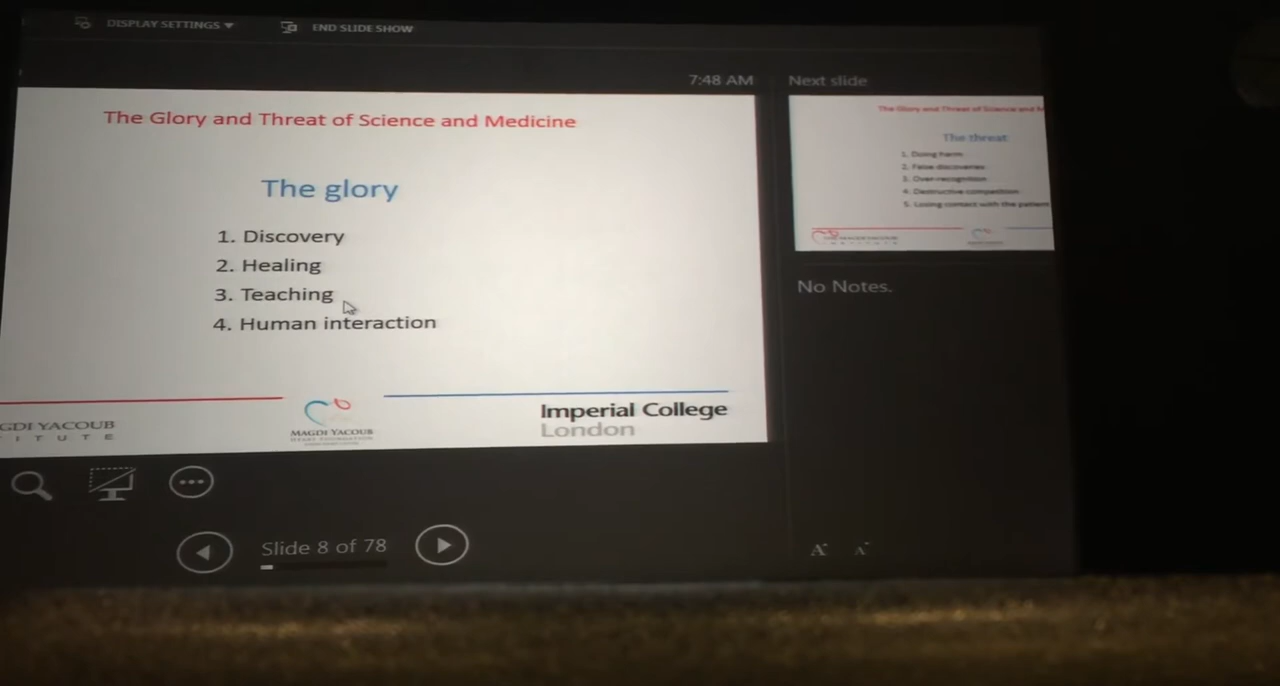 DISPLAY SETTINGS
END SLIDE SHOW
7:48 AM
Next slide
The Glory and Threat of Science and Medicine
The glory
1. Discovery
2. Healing
3. Teaching
4. Human interaction
GDI YACOUB
I T U T E
MAGDI YACOUB
Imperial College
London
The Glory and Threat of Science and M
The threat
1. Doing harm
2. False discoveries
3. Over-recognition
4. Destructive competition
5. Losing contact with the patient
No Notes.
Slide 8 of 78
A A